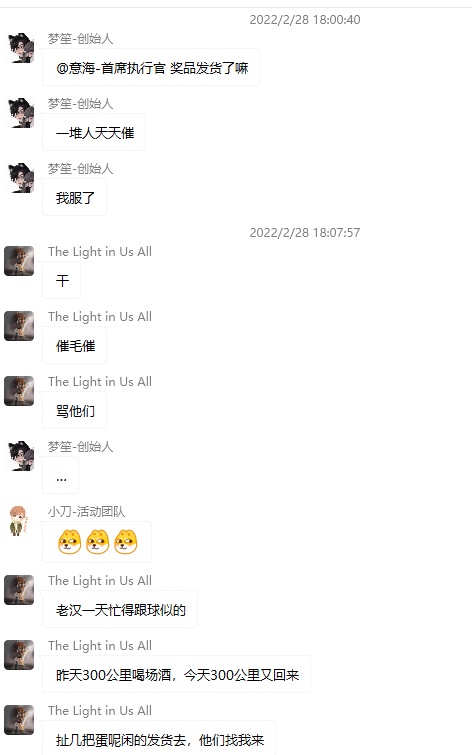 2022/2/28 18:00:40
梦笙-创始人
@意海-首席执行官 奖品发货了嘛
梦笙-创始人
一堆人天天催
梦笙-创始人
我服了
2022/2/28 18:07:57
The Light in Us All
干
The Light in Us All
催毛催
The Light in Us All
骂他们
梦笙-创始人
...
小刀-活动团队
The Light in Us All
老汉一天忙得跟球似的
The Light in Us All
昨天300公里喝场酒，今天300公里又回来
The Light in Us All
扯几把蛋呢闲的发货去，他们找我来